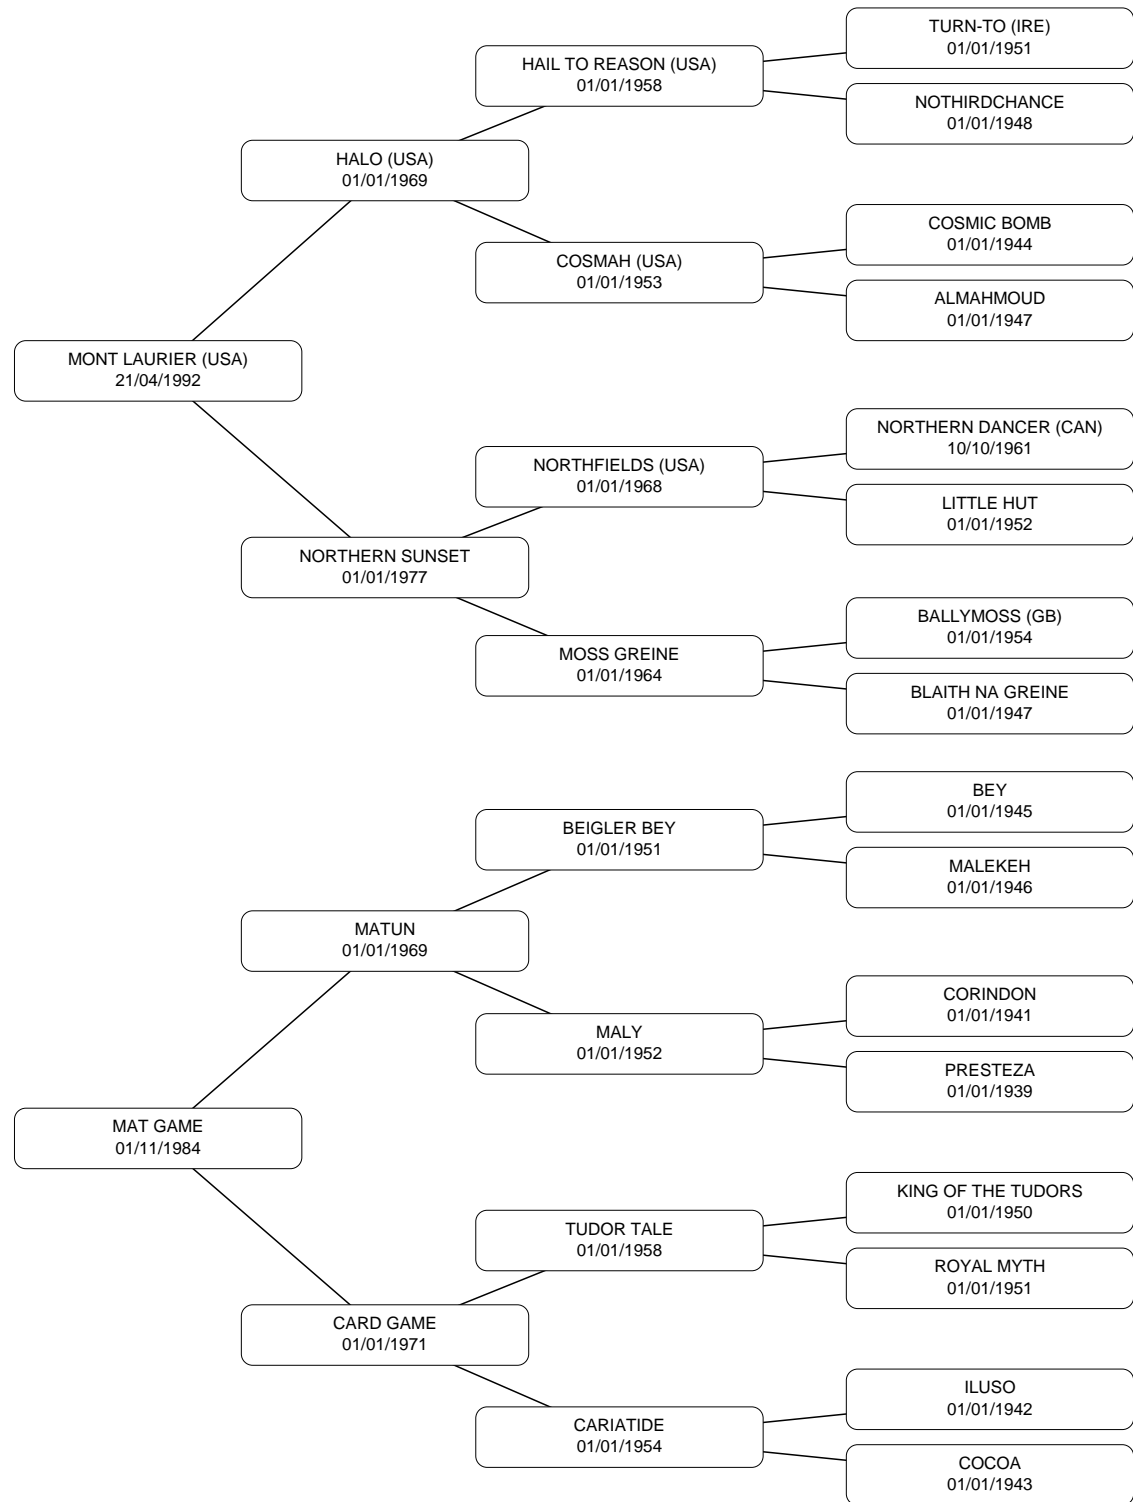 TURN-TO (IRE)
01/01/1951
HAIL TO REASON (USA)
01/01/1958
NOTHIRDCHANCE
01/01/1948
HALO (USA)
01/01/1969
COSMIC BOMB
01/01/1944
COSMAH (USA)
01/01/1953
ALMAHMOUD
01/01/1947
MONT LAURIER (USA)
21/04/1992
NORTHERN DANCER (CAN)
10/10/1961
NORTHFIELDS (USA)
01/01/1968
LITTLE HUT
01/01/1952
NORTHERN SUNSET
01/01/1977
BALLYMOSS (GB)
01/01/1954
MOSS GREINE
01/01/1964
BLAITH NA GREINE
01/01/1947
BEY
01/01/1945
BEIGLER BEY
01/01/1951
MALEKEH
01/01/1946
MATUN
01/01/1969
CORINDON
01/01/1941
MALY
01/01/1952
PRESTEZA
01/01/1939
MAT GAME
01/11/1984
KING OF THE TUDORS
01/01/1950
TUDOR TALE
01/01/1958
ROYAL MYTH
01/01/1951
CARD GAME
01/01/1971
ILUSO
01/01/1942
CARIATIDE
01/01/1954
COCOA
01/01/1943